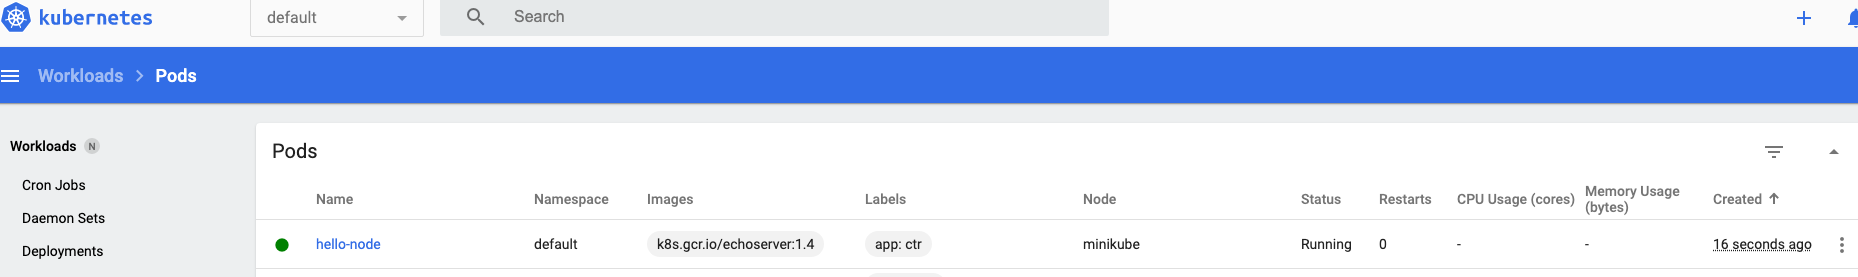 kubernetes
default
Search
Workloads > Pods
Workloads N
Cron Jobs
Daemon Sets
Deployments
Pods
Name Namespace Images Labels Node Status Restarts CPU Usage (cores) Memory Usage (bytes) Created
hello-node default k8s.gcr.io/echoserver:1.4 app: ctr minikube Running 0 - - 16 seconds ago